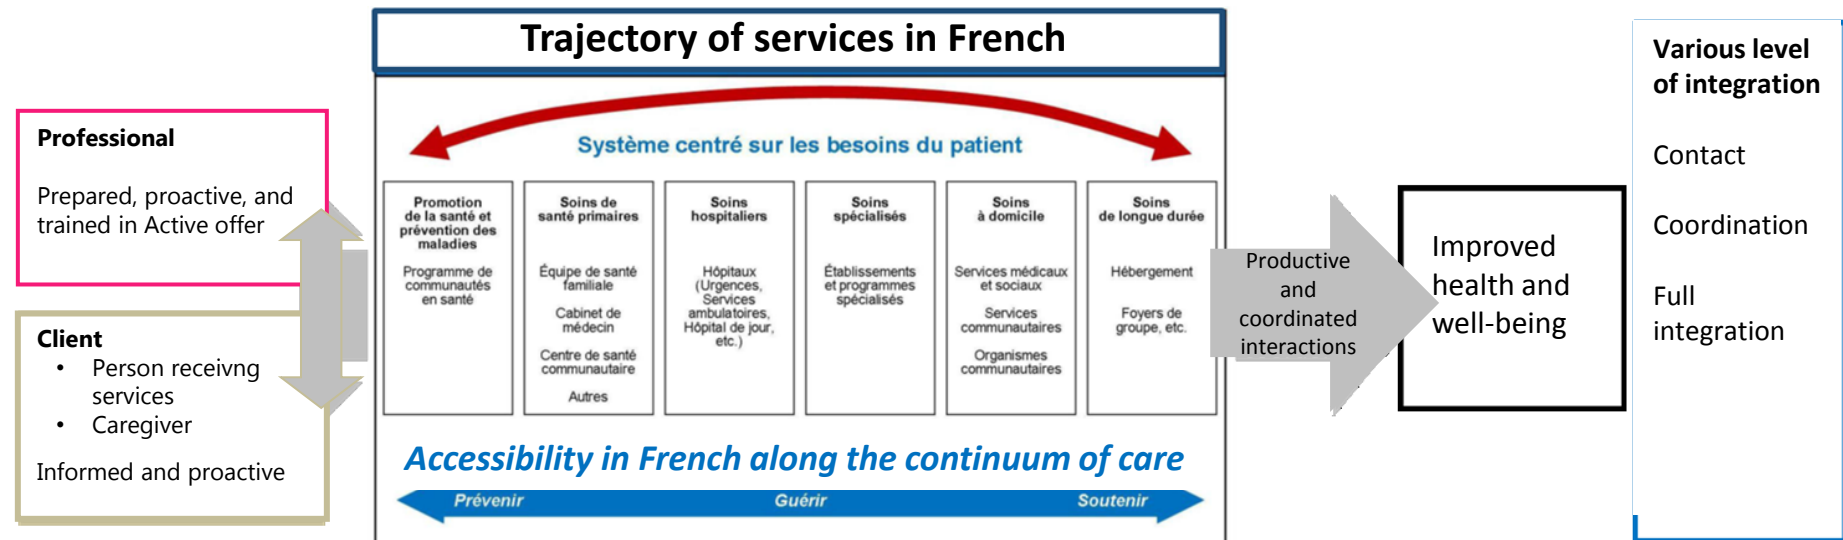 Trajectory of services in French
Professional
Prepared, proactive, and
trained in Active offer
Client
• Person receivng
services
• Caregiver
Informed and proactive
Système centré sur les besoins du patient
Promotion
de la santé et
prévention des
maladies
Programme de
communautés
en santé
Soins de
santé primaires
Équipe de santé
familiale
Cabinet de
médecin
Centre de santé
communautaire
Autres
Soins
hospitaliers
Hôpitaux
(Urgences,
Services
ambulatoires,
Hôpital de jour,
etc.)
Soins
spécialisés
Établissements
et programmes
spécialisés
Soins
à domicile
Services médicaux
et sociaux
Services
communautaires
Organismes
communautaires
Soins
de longue durée
Hébergement
Foyers de
groupe, etc.
Accessibility in French along the continuum of care
Prévenir
Guérir
Soutenir
Productive
and
coordinated
interactions
Improved
health and
well-being
Various level
of integration
Contact
Coordination
Full
integration